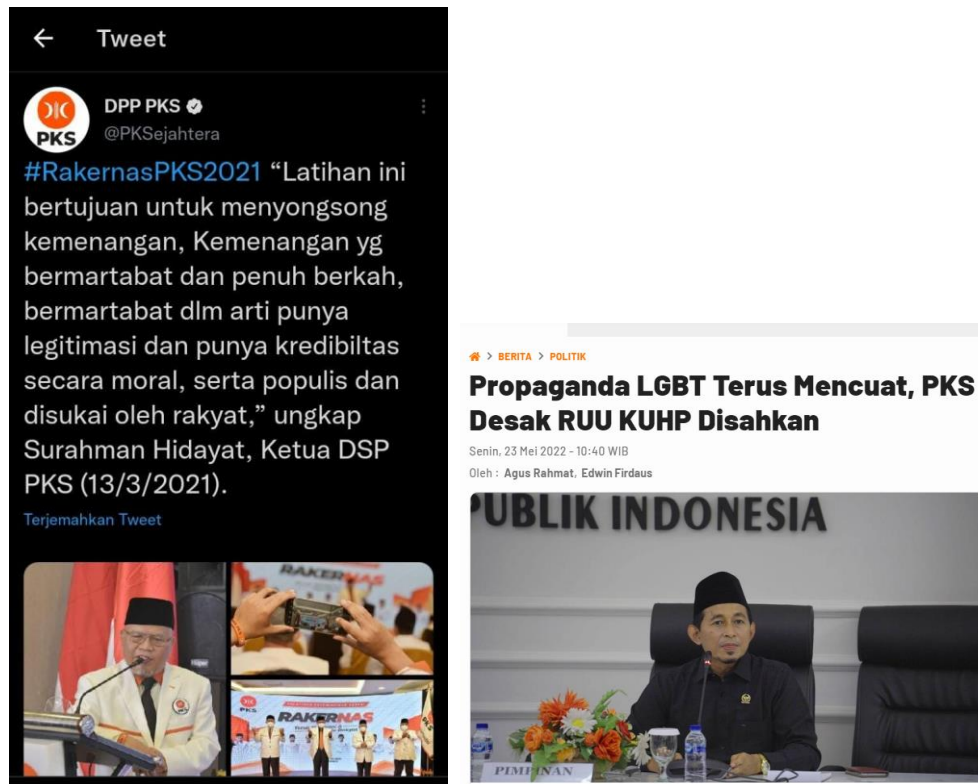 Tweet
DPP PKS
@PKSejahtera
PKS
#RakernasPKS2021 “Latihan ini
bertujuan untuk menyongsong
kemenangan, Kemenangan yg
bermartabat dan penuh berkah,
bermartabat dlm arti punya
legitimasi dan punya kredibiltas
secara moral, serta populis dan
disukai oleh rakyat,” ungkap
Surahman Hidayat, Ketua DSP
PKS (13/3/2021).
Terjemahkan Tweet
RAKERNAS
PKS
RAKERNAS
BERITA > POLITIK
Propaganda LGBT Terus Mencuat, PKS
Desak RUU KUHP Disahkan
Senin, 23 Mei 2022 - 10:40 WIB
Oleh : Agus Rahmat, Edwin Firdaus
PUBLIK INDONESIA
PIMPINAN